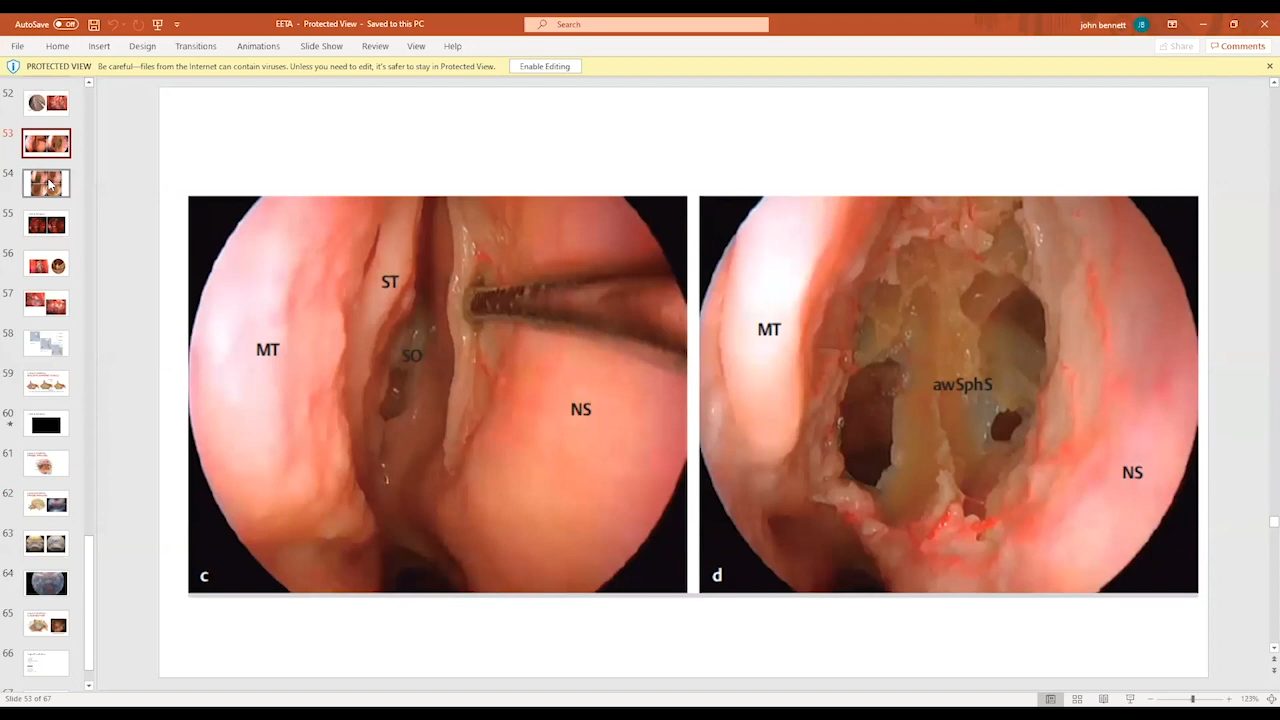 AutoSave Off
EETA - Protected View - Saved to this PC
Search
john bennett
JB
File Home Insert Design Transitions Animations Slide Show Review View Help
Share
Comments
PROTECTED VIEW Be careful—files from the Internet can contain viruses. Unless you need to edit, it's safer to stay in Protected View.
Enable Editing
52
53
54
55
56
57
58
59
60
61
62
63
64
65
66
MT
ST
SO
NS
c
MT
awSphS
NS
d
Slide 53 of 67
123%